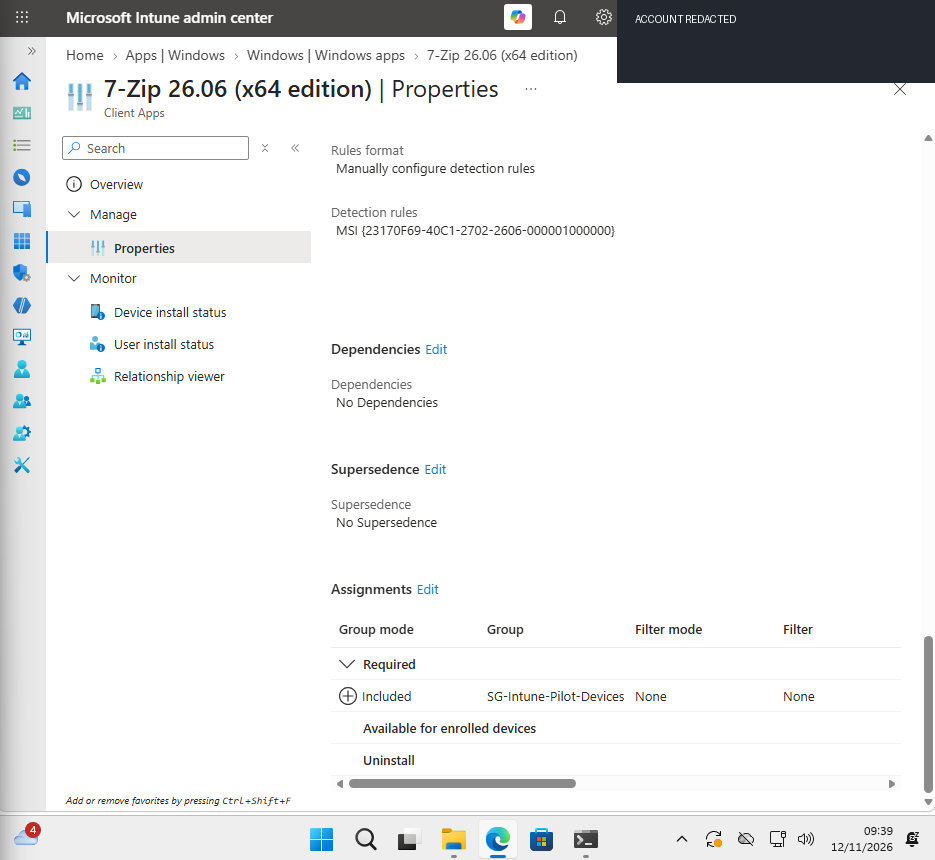 Microsoft Intune admin center
ACCOUNT REDACTED
Home > Apps | Windows > Windows | Windows apps > 7-Zip 26.06 (x64 edition)
7-Zip 26.06 (x64 edition) | Properties ...
Client Apps
Search
Overview
Manage
Properties
Monitor
Device install status
User install status
Relationship viewer
Add or remove favorites by pressing Ctrl+Shift+F
Rules format
Manually configure detection rules
Detection rules
MSI {23170F69-40C1-2702-2606-000001000000}
Dependencies Edit
Dependencies
No Dependencies
Supersedence Edit
Supersedence
No Supersedence
Assignments Edit
Group mode Group Filter mode Filter
Required
Included SG-Intune-Pilot-Devices None None
Available for enrolled devices
Uninstall
4
09:39
12/11/2026